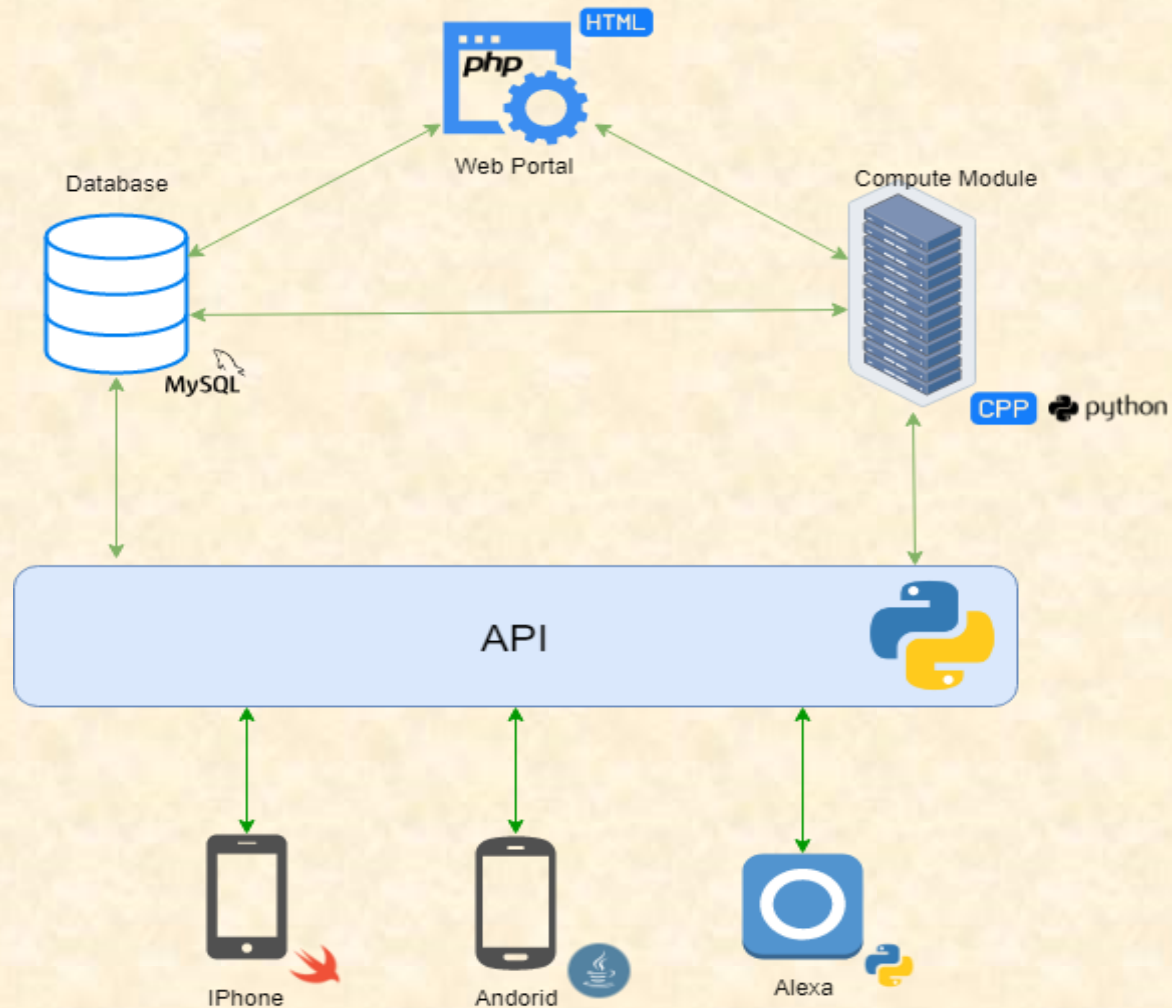 HTML
php
Web Portal
Database
Compute Module
MySQL
CPP
python
API
IPhone
Andorid
Alexa